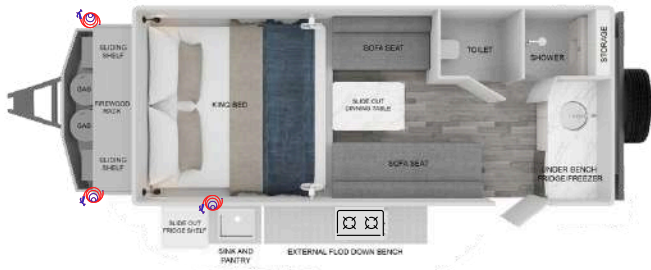 SLIDING
SHELF
GAS
FIREWOOD
RACK
GAS
SLIDING
SHELF
KING BED
SOFA SEAT
TOILET
SHOWER
STORAGE
SLIDE OUT
DINNING TABLE
SOFA SEAT
UNDER BENCH
FRIDGE/FREEZER
SLIDE OUT
FRIDGE SHELF
SINK AND
PANTRY
EXTERNAL FLOD DOWN BENCH